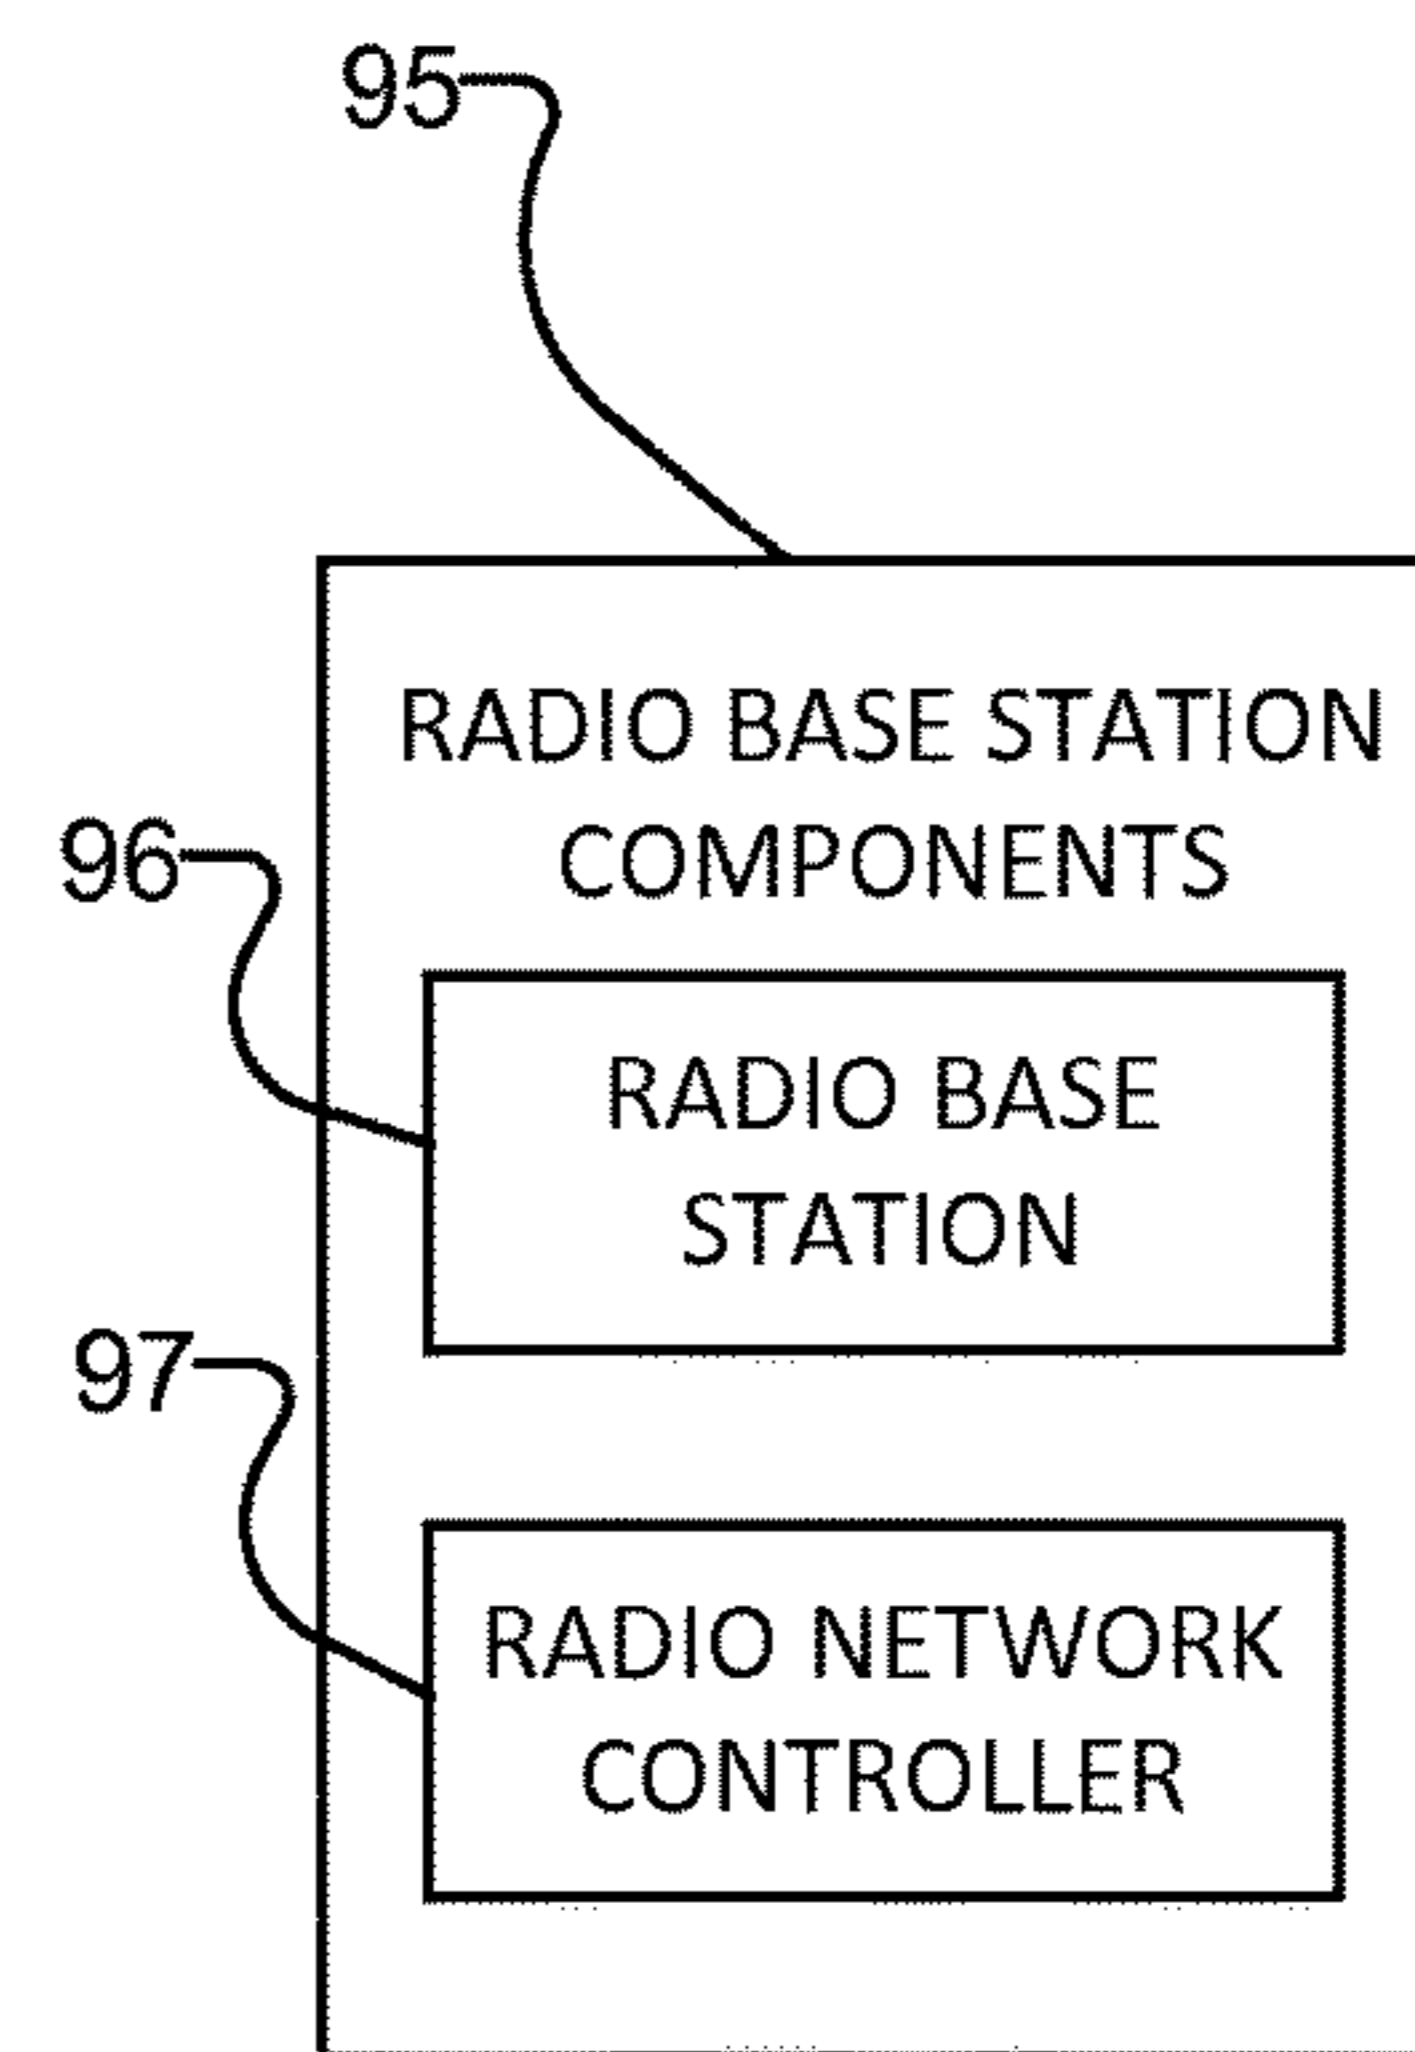 95
RADIO BASE STATION
COMPONENTS
96
RADIO BASE
STATION
97
RADIO NETWORK
CONTROLLER